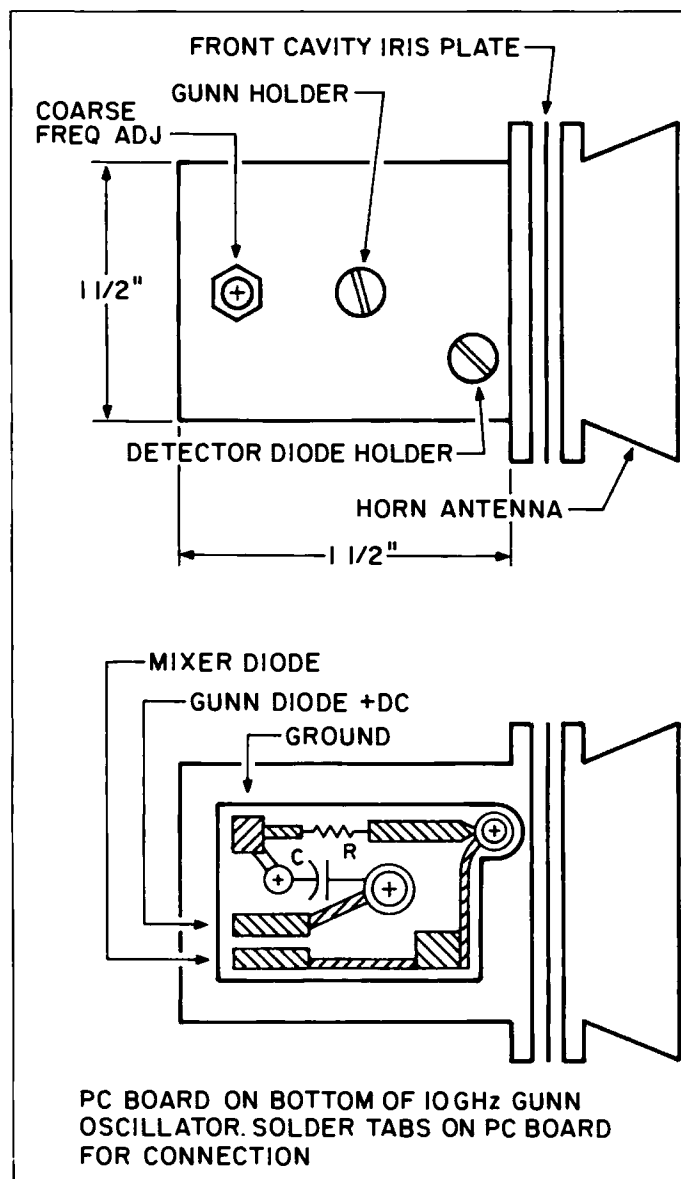 FRONT CAVITY IRIS PLATE
GUNN HOLDER
COARSE
FREQ ADJ
1 1/2"
DETECTOR DIODE HOLDER
HORN ANTENNA
1 1/2"
MIXER DIODE
GUNN DIODE +DC
GROUND
C
R
PC BOARD ON BOTTOM OF 10GHz GUNN
OSCILLATOR. SOLDER TABS ON PC BOARD
FOR CONNECTION